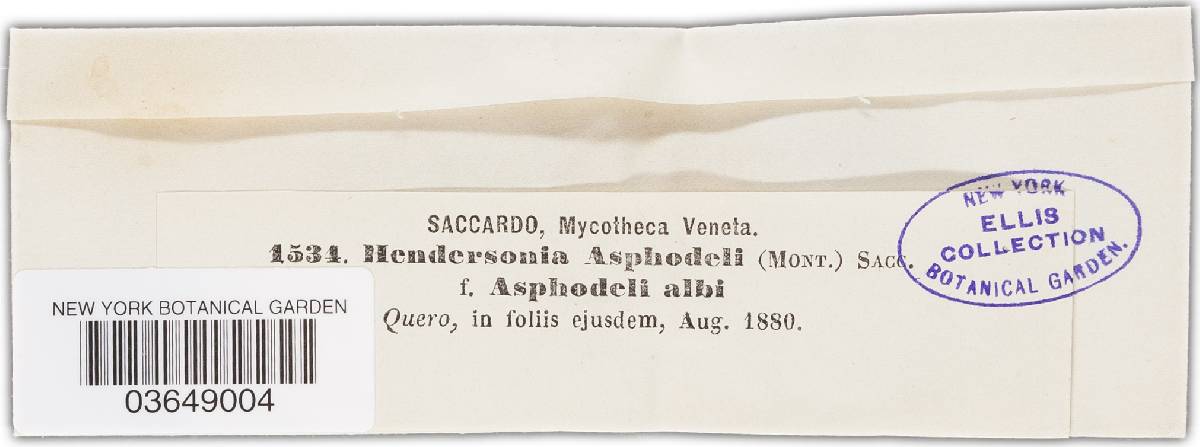 SACCARDO, Mycotheca Veneta.
1534. Hendersonia Asphodeli (MONT.) SACC.
f. Asphodeli albi
Quero, in foliis ejusdem, Aug. 1880.
NEW YORK
ELLIS
COLLECTION
BOTANICAL GARDEN.
NEW YORK BOTANICAL GARDEN
03649004